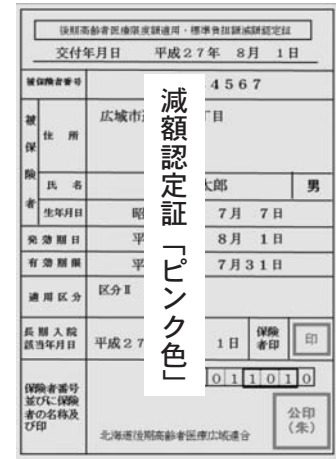 後期高齢者医療限度額適用・標準負担額減額認定証
交付年月日 平成27年 8月 1日
被保険者番号 4567
被保険者
住所 広城市 丁目
氏名 太郎 男
生年月日 昭 7月 7日
発効期日 平 8月 1日
有効期限 平 7月31日
適用区分 区分Ⅱ
長期入院該当年月日 平成27 1日 保険者印 印
保険者番号並びに保険者の名称及び印 011010
北海道後期高齢者医療広域連合
公印(朱)
減額認定証「ピンク色」